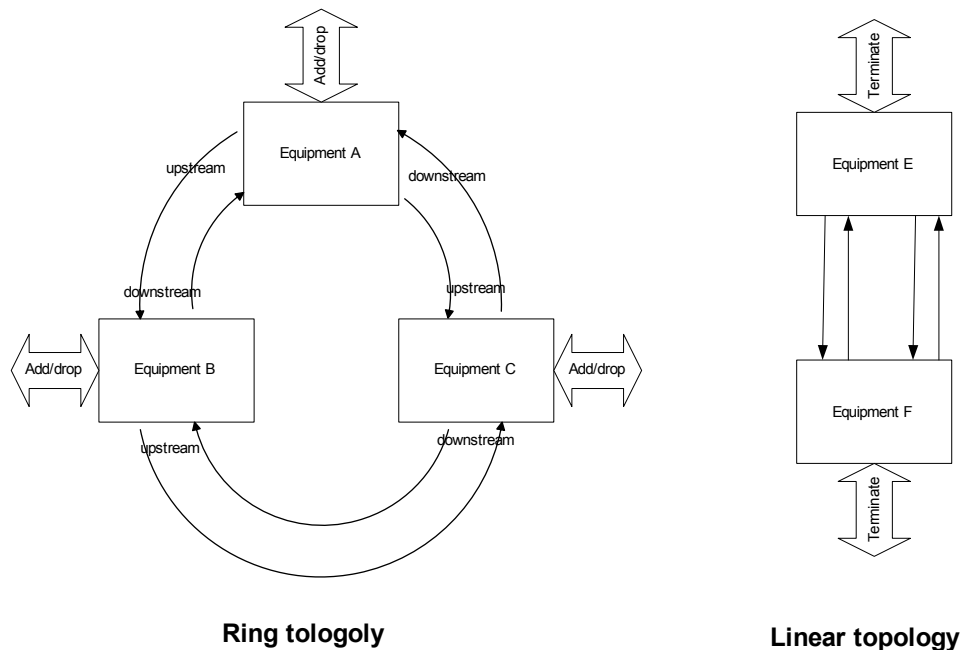 Add/drop
Terminate
Equipment A
Equipment E
upstream
downstream
downstream
upstream
Add/drop
Equipment B
Equipment C
Add/drop
Equipment F
upstream
downstream
Terminate
Ring tologoly
Linear topology